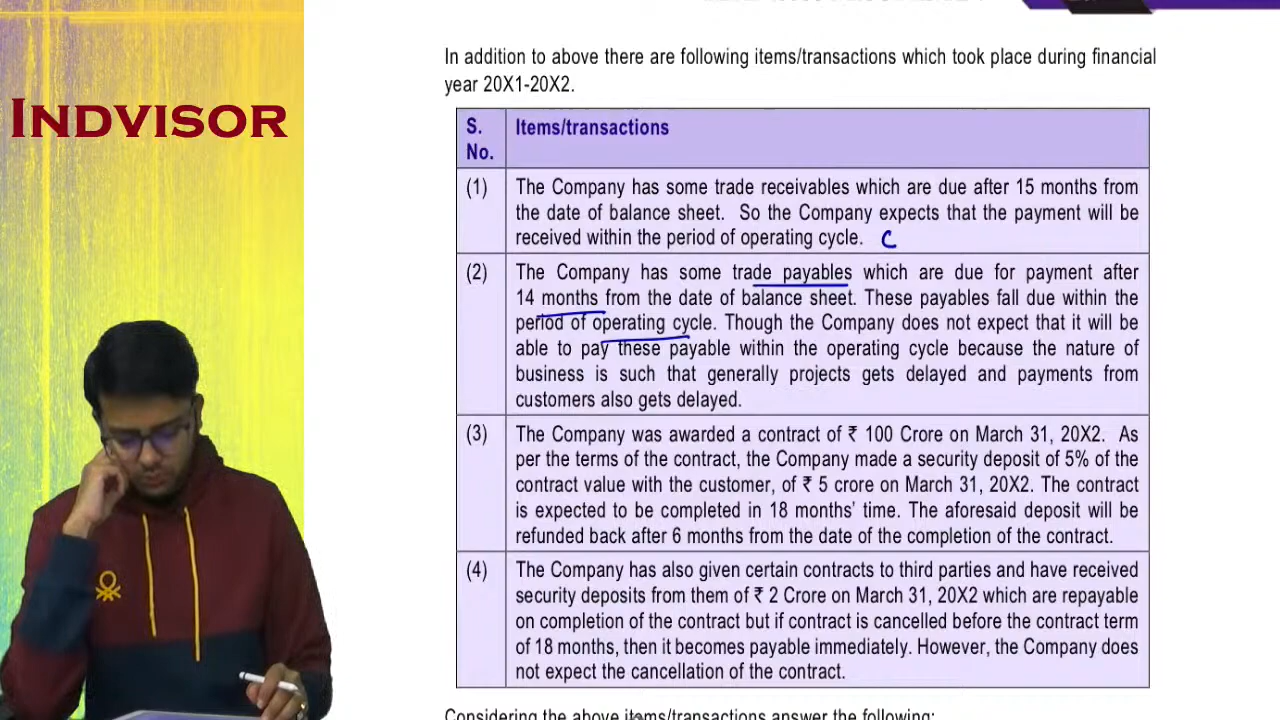 INDVISOR
In addition to above there are following items/transactions which took place during financial
year 20X1-20X2.
S. No. Items/transactions
(1) The Company has some trade receivables which are due after 15 months from
the date of balance sheet. So the Company expects that the payment will be
received within the period of operating cycle. C
(2) The Company has some trade payables which are due for payment after
14 months from the date of balance sheet. These payables fall due within the
period of operating cycle. Though the Company does not expect that it will be
able to pay these payable within the operating cycle because the nature of
business is such that generally projects gets delayed and payments from
customers also gets delayed.
(3) The Company was awarded a contract of ₹ 100 Crore on March 31, 20X2. As
per the terms of the contract, the Company made a security deposit of 5% of the
contract value with the customer, of ₹ 5 crore on March 31, 20X2. The contract
is expected to be completed in 18 months' time. The aforesaid deposit will be
refunded back after 6 months from the date of the completion of the contract.
(4) The Company has also given certain contracts to third parties and have received
security deposits from them of ₹ 2 Crore on March 31, 20X2 which are repayable
on completion of the contract but if contract is cancelled before the contract term
of 18 months, then it becomes payable immediately. However, the Company does
not expect the cancellation of the contract.
Considering the above items/transactions answer the following: